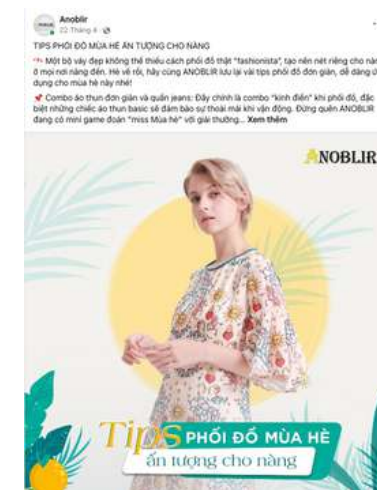 Anoblir
22 Tháng 4 ·
TIPS PHỐI ĐỒ MÙA HÈ ẤN TƯỢNG CHO NÀNG
Một bộ váy đẹp không thể thiếu cách phối đồ thật "fashionista", tạo nên nét riêng cho nàng
ở mọi nơi nàng đến. Hè về rồi, hãy cùng ANOBLIR lưu lại vài tips phối đồ đơn giản, dễ dàng
dụng cho mùa hè này nhé!
📌 Combo áo thun đơn giản và quần jeans: Đây chính là combo "kinh điển" khi phối đồ, đặc
biệt những chiếc áo thun basic sẽ đảm bảo sự thoải mái khi vận động. Đừng quên ANOBLIR
đang có mini game đoán "miss Mùa hè" với giải thưởng... Xem thêm
ANOBLIR
Tips PHỐI ĐỒ MÙA HÈ
ấn tượng cho nàng